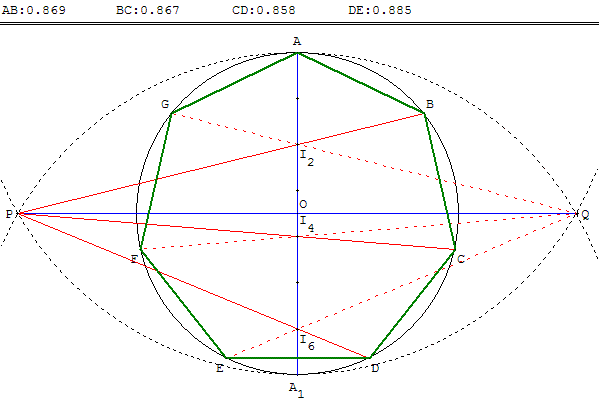 AB:0.869 BC:0.867 CD:0.858 DE:0.885
A
G B
I2
P O Q
I4
F C
I6
E D
A1